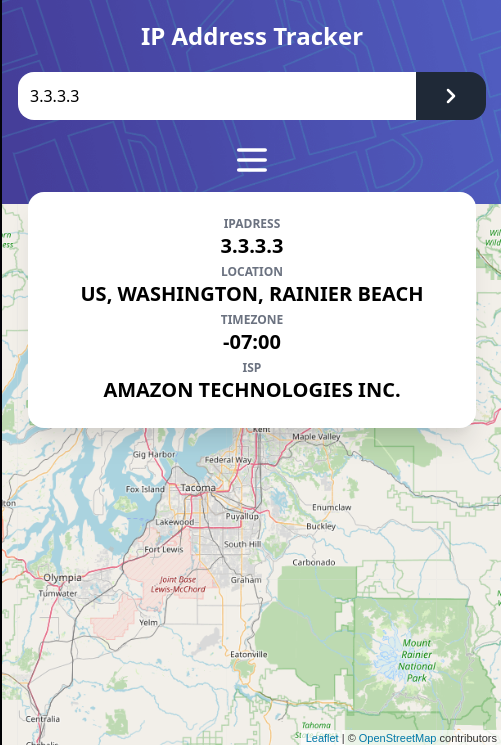 IP Address Tracker
3.3.3.3
IPADRESS
3.3.3.3
LOCATION
US, WASHINGTON, RAINIER BEACH
TIMEZONE
-07:00
ISP
AMAZON TECHNOLOGIES INC.
Kent
Maple Valley
Gig Harbor
Federal Way
Fox Island
Tacoma
Enumclaw
Lakewood
Puyallup
Buckley
Fort Lewis
South Hill
Carbonado
Olympia
Joint Base
Lewis-McChord
Graham
Tumwater
Yelm
Mount
Rainier
National
Park
Eatonville
Centralia
Tahoma
Leaflet | © OpenStreetMap contributors